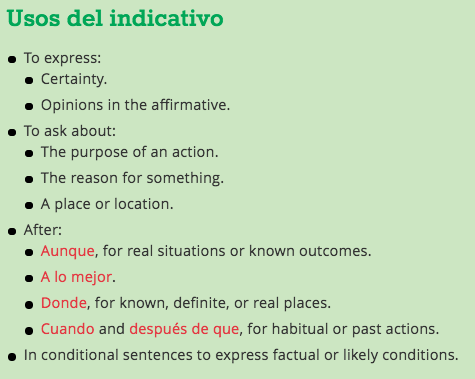 Usos del indicativo
To express:
Certainty.
Opinions in the affirmative.
To ask about:
The purpose of an action.
The reason for something.
A place or location.
After:
Aunque, for real situations or known outcomes.
A lo mejor.
Donde, for known, definite, or real places.
Cuando and después de que, for habitual or past actions.
In conditional sentences to express factual or likely conditions.